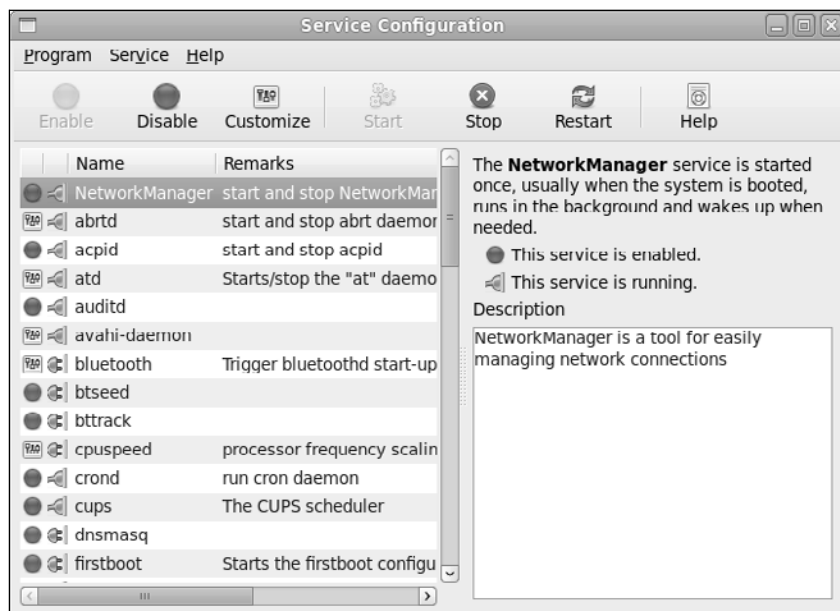 Service Configuration
Program Service Help
Enable Disable Customize Start Stop Restart Help
Name Remarks
NetworkManager start and stop NetworkMar
abrtd start and stop abrt daemor
acpid start and stop acpid
atd Starts/stop the "at" daemo
auditd
avahi-daemon
bluetooth Trigger bluetoothd start-up
btseed
bttrack
cpuspeed processor frequency scalin
crond run cron daemon
cups The CUPS scheduler
dnsmasq
firstboot Starts the firstboot configu
The NetworkManager service is started
once, usually when the system is booted,
runs in the background and wakes up when
needed.
This service is enabled.
This service is running.
Description
NetworkManager is a tool for easily
managing network connections